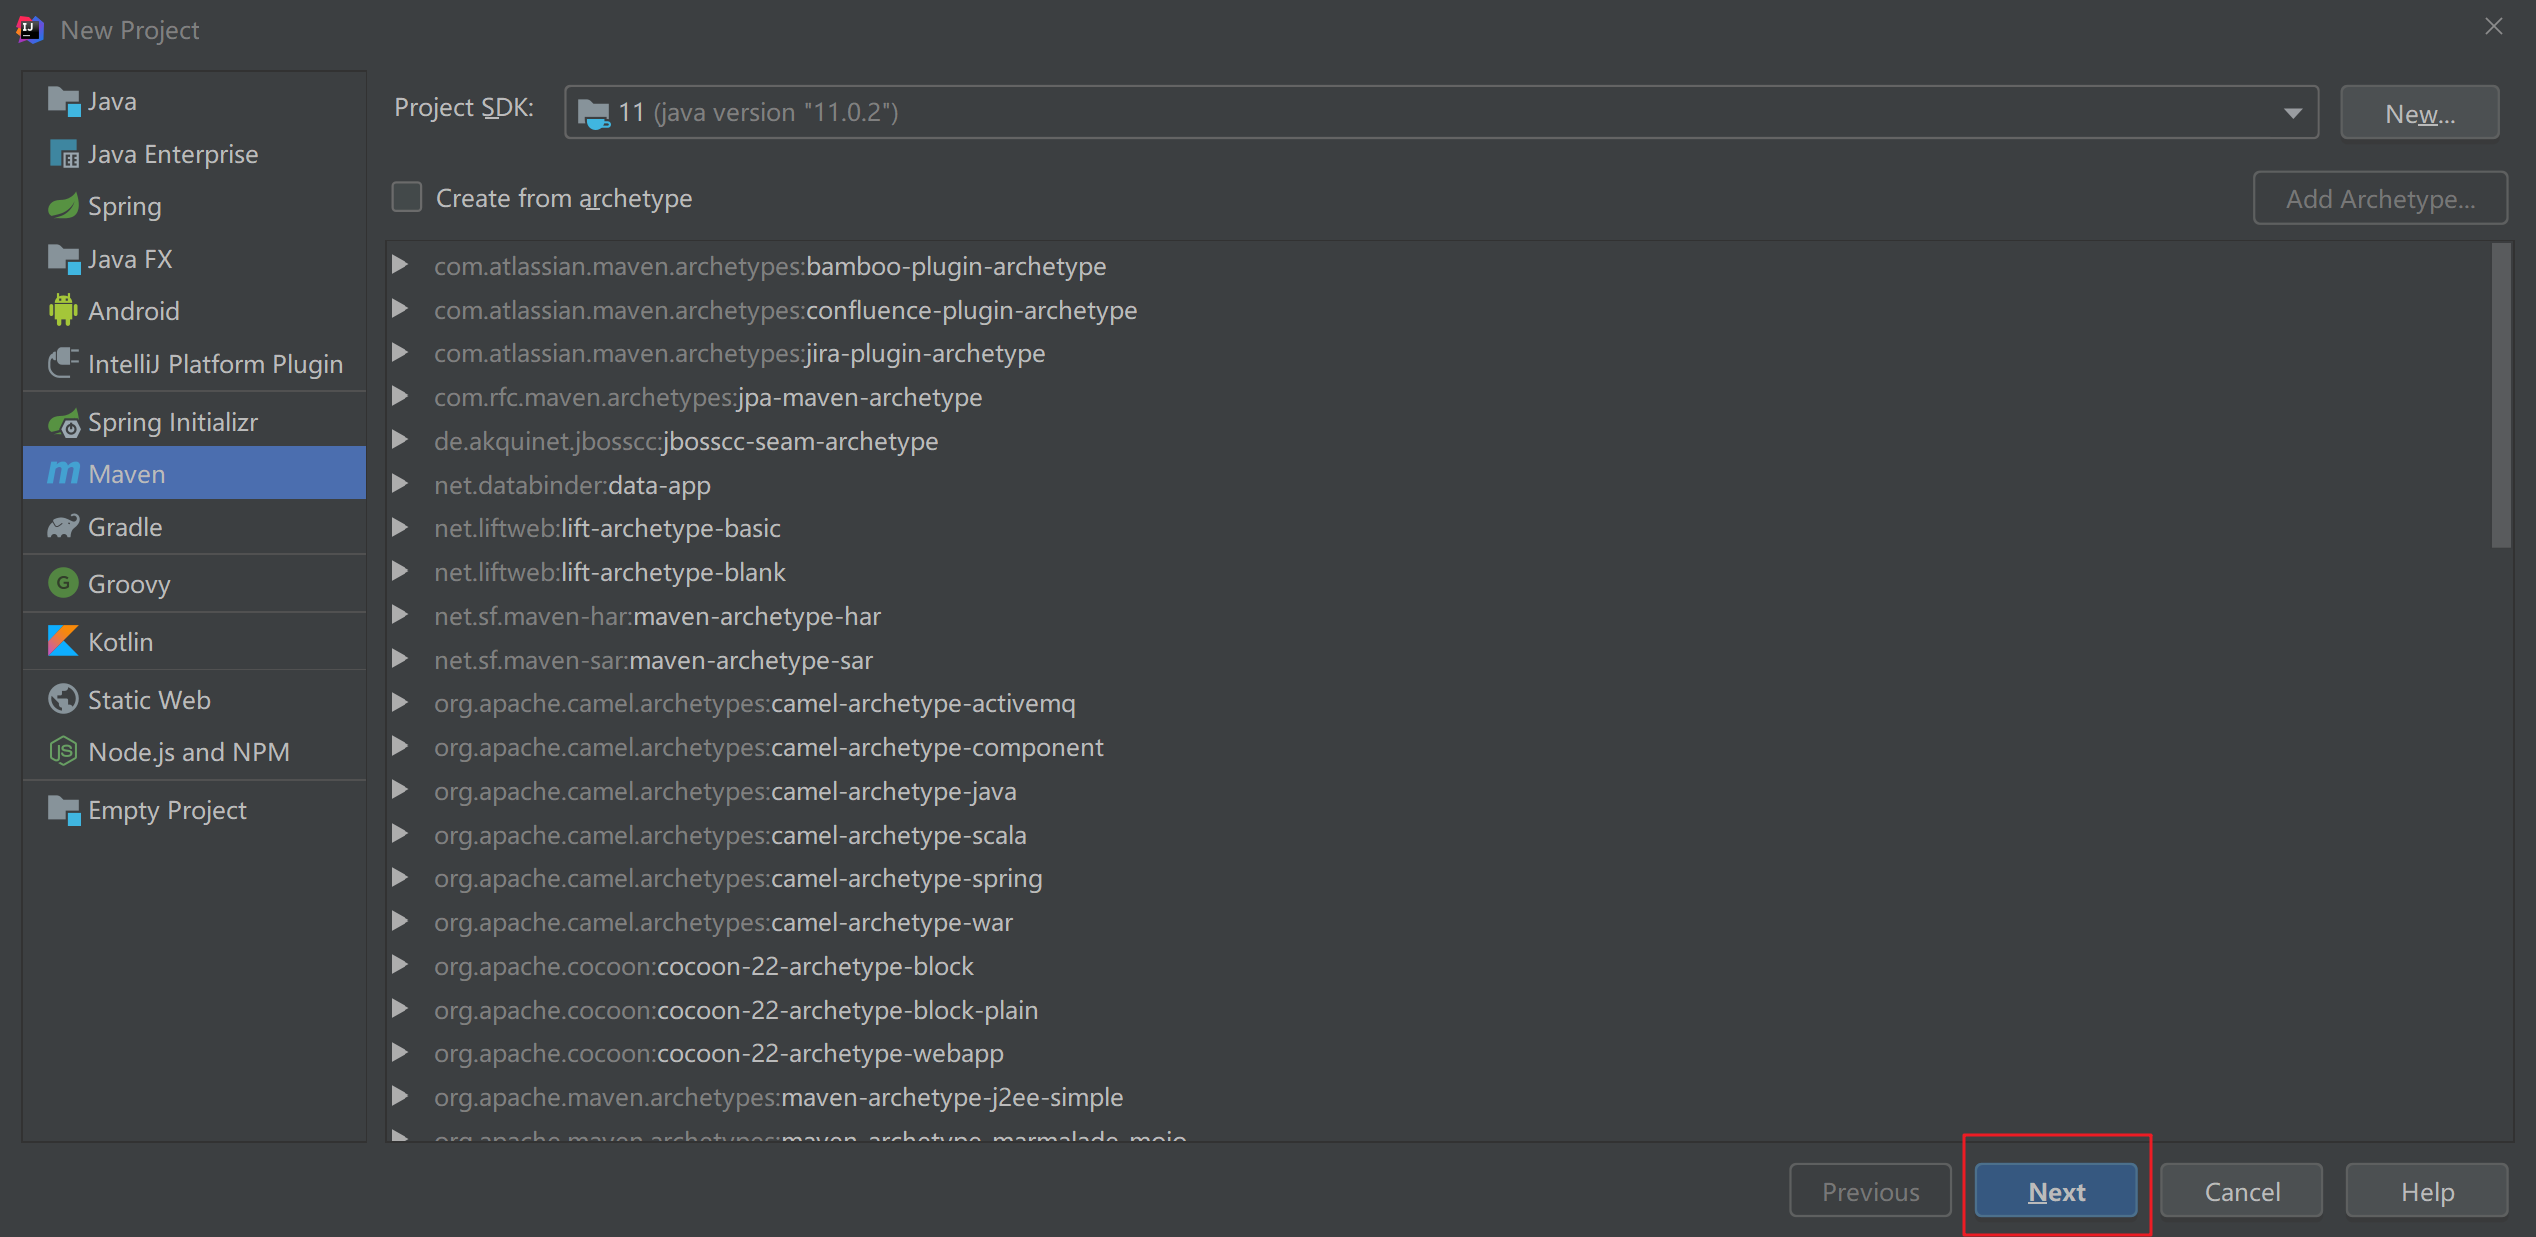 New Project
Java
Java Enterprise
Spring
Java FX
Android
IntelliJ Platform Plugin
Spring Initializr
Maven
Gradle
Groovy
Kotlin
Static Web
Node.js and NPM
Empty Project
Project SDK: 11 (java version "11.0.2") New...
Create from archetype Add Archetype...
com.atlassian.maven.archetypes:bamboo-plugin-archetype
com.atlassian.maven.archetypes:confluence-plugin-archetype
com.atlassian.maven.archetypes:jira-plugin-archetype
com.rfc.maven.archetypes:jpa-maven-archetype
de.akquinet.jbosscc:jbosscc-seam-archetype
net.databinder:data-app
net.liftweb:lift-archetype-basic
net.liftweb:lift-archetype-blank
net.sf.maven-har:maven-archetype-har
net.sf.maven-sar:maven-archetype-sar
org.apache.camel.archetypes:camel-archetype-activemq
org.apache.camel.archetypes:camel-archetype-component
org.apache.camel.archetypes:camel-archetype-java
org.apache.camel.archetypes:camel-archetype-scala
org.apache.camel.archetypes:camel-archetype-spring
org.apache.camel.archetypes:camel-archetype-war
org.apache.cocoon:cocoon-22-archetype-block
org.apache.cocoon:cocoon-22-archetype-block-plain
org.apache.cocoon:cocoon-22-archetype-webapp
org.apache.maven.archetypes:maven-archetype-j2ee-simple
org.apache.maven.archetypes:maven-archetype-marmalade-mojo
Previous Next Cancel Help